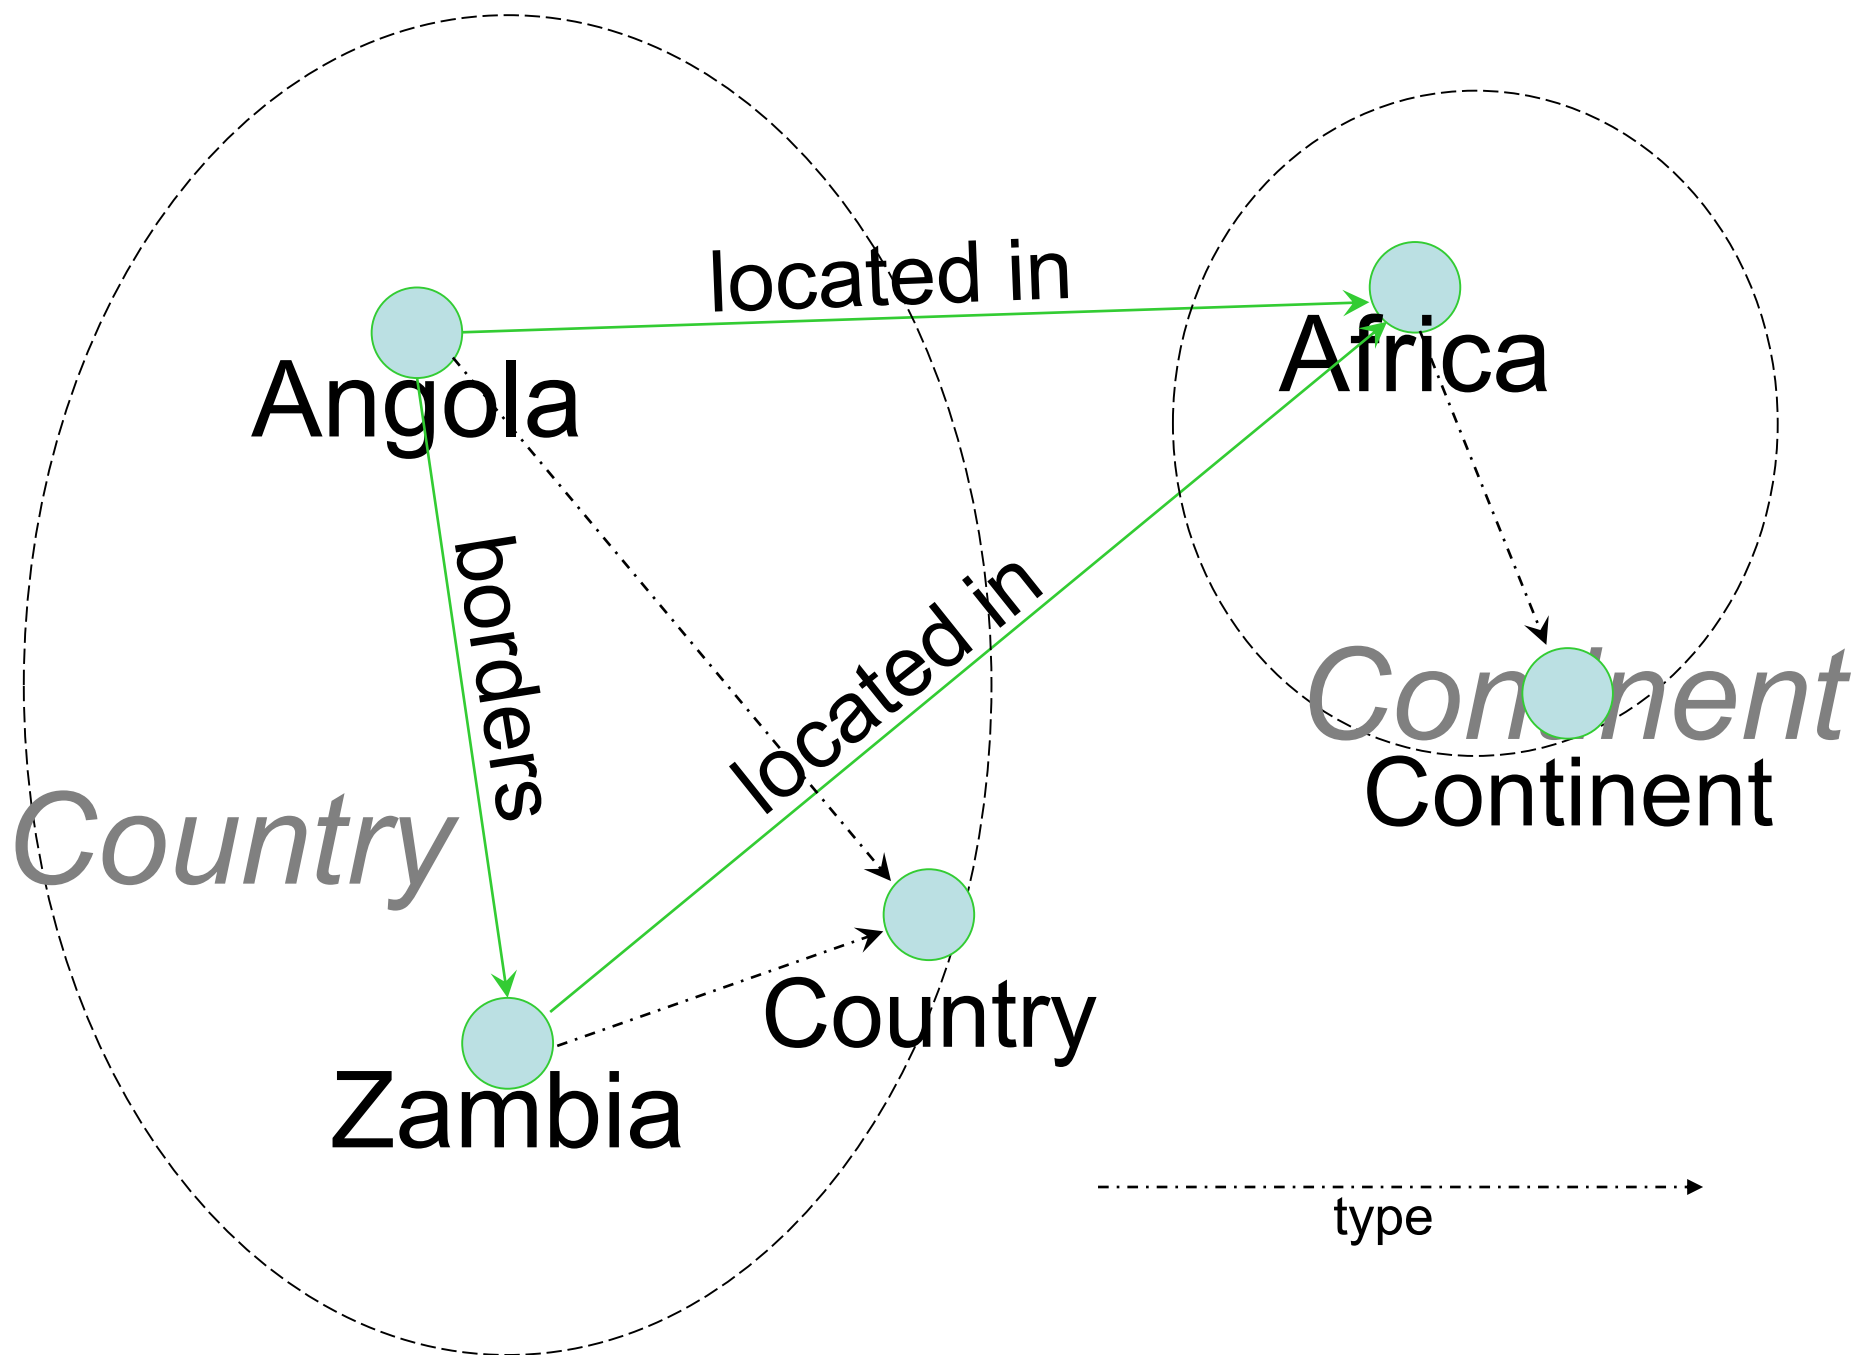 located in
Africa
Angola
borders
located in
Continent
Continent
Country
Country
Zambia
type